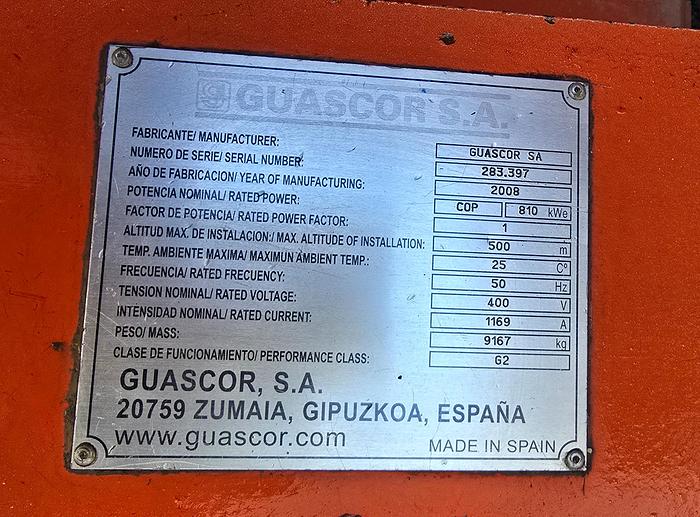 g GUASCOR S.A.
FABRICANTE/ MANUFACTURER: GUASCOR SA
NUMERO DE SERIE/ SERIAL NUMBER: 283.397
AÑO DE FABRICACION/ YEAR OF MANUFACTURING: 2008
POTENCIA NOMINAL/ RATED POWER: COP 810 kWe
FACTOR DE POTENCIA/ RATED POWER FACTOR: 1
ALTITUD MAX. DE INSTALACION:/ MAX. ALTITUDE OF INSTALLATION: 500 m
TEMP. AMBIENTE MAXIMA/ MAXIMUN AMBIENT TEMP.: 25 Cº
FRECUENCIA/ RATED FRECUENCY: 50 Hz
TENSION NOMINAL/ RATED VOLTAGE: 400 V
INTENSIDAD NOMINAL/ RATED CURRENT: 1169 A
PESO/ MASS: 9167 kg
CLASE DE FUNCIONAMIENTO/ PERFORMANCE CLASS: G2
GUASCOR, S.A.
20759 ZUMAIA, GIPUZKOA, ESPAÑA
www.guascor.com MADE IN SPAIN